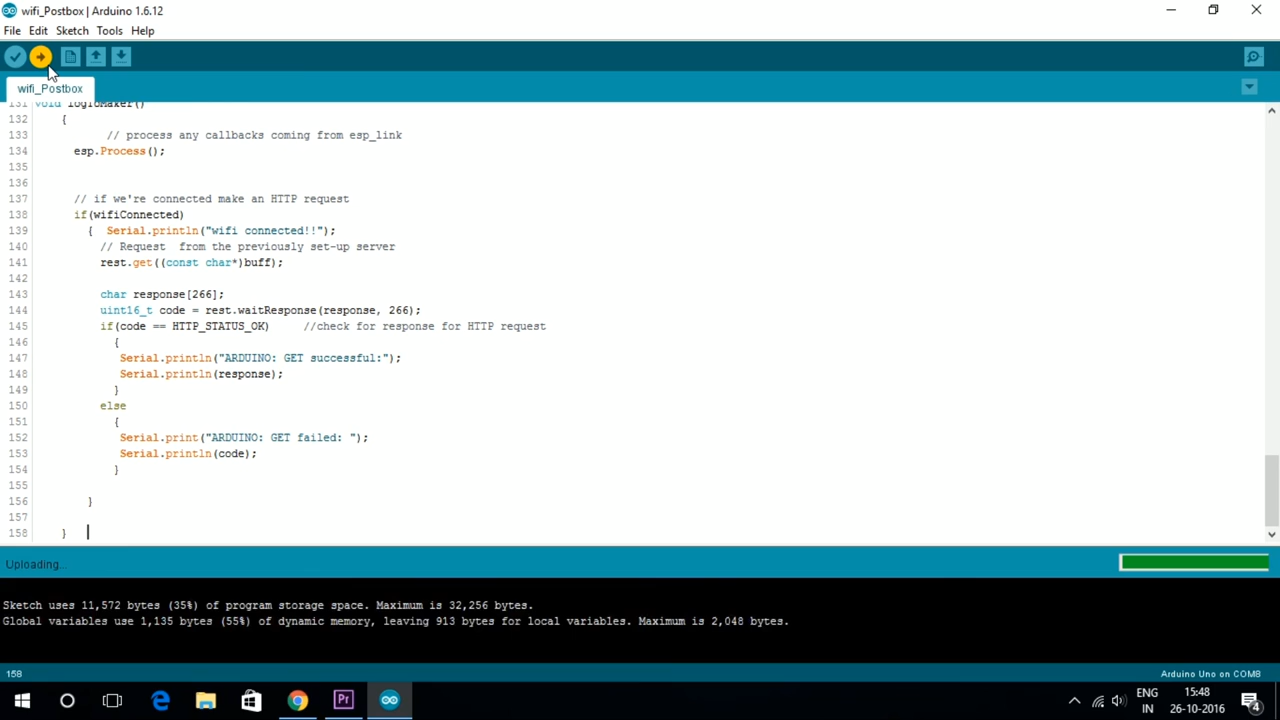 wifi_Postbox | Arduino 1.6.12
File Edit Sketch Tools Help
wifi_Postbox
131 void logicMaker()
132 {
133 // process any callbacks coming from esp_link
134 esp.Process();
135
136
137 // if we're connected make an HTTP request
138 if(wifiConnected)
139 { Serial.println("wifi connected!!");
140 // Request  from the previously set-up server
141 rest.get((const char*)buff);
142
143 char response[266];
144 uint16_t code = rest.waitResponse(response, 266);
145 if(code == HTTP_STATUS_OK) //check for response for HTTP request
146 {
147 Serial.println("ARDUINO: GET successful:");
148 Serial.println(response);
149 }
150 else
151 {
152 Serial.print("ARDUINO: GET failed: ");
153 Serial.println(code);
154 }
155
156 }
157
158 }
Uploading...
Sketch uses 11,572 bytes (35%) of program storage space. Maximum is 32,256 bytes.
Global variables use 1,135 bytes (55%) of dynamic memory, leaving 913 bytes for local variables. Maximum is 2,048 bytes.
158 Arduino Uno on COM8
Pr
ENG 15:48
IN 26-10-2016 4